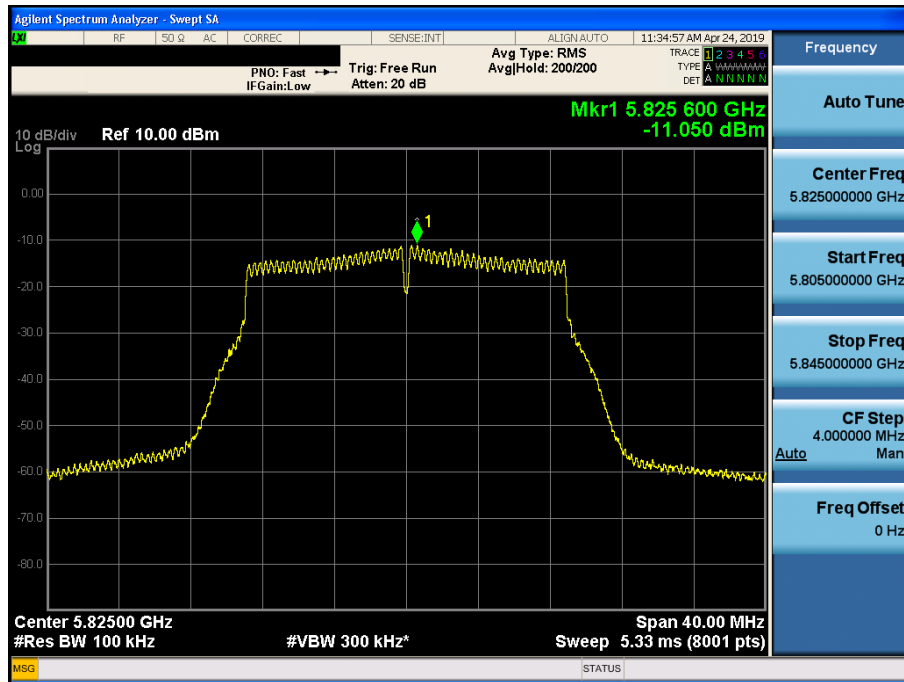 Agilent Spectrum Analyzer - Swept SA
LXI RF 50 Ω AC CORREC SENSE:INT ALIGN AUTO 11:34:57 AM Apr 24, 2019
Frequency
PNO: Fast
IFGain:Low
Trig: Free Run
Atten: 20 dB
Avg Type: RMS
Avg|Hold: 200/200
TRACE 1 2 3 4 5 6
TYPE A WWWWW
DET A N N N N N
Auto Tune
Mkr1 5.825 600 GHz
-11.050 dBm
10 dB/div Ref 10.00 dBm
Log
0.00
-10.0
-20.0
-30.0
-40.0
-50.0
-60.0
-70.0
-80.0
1
Center Freq
5.825000000 GHz
Start Freq
5.805000000 GHz
Stop Freq
5.845000000 GHz
CF Step
4.000000 MHz
Auto Man
Freq Offset
0 Hz
Center 5.82500 GHz Span 40.00 MHz
#Res BW 100 kHz #VBW 300 kHz* Sweep 5.33 ms (8001 pts)
MSG STATUS